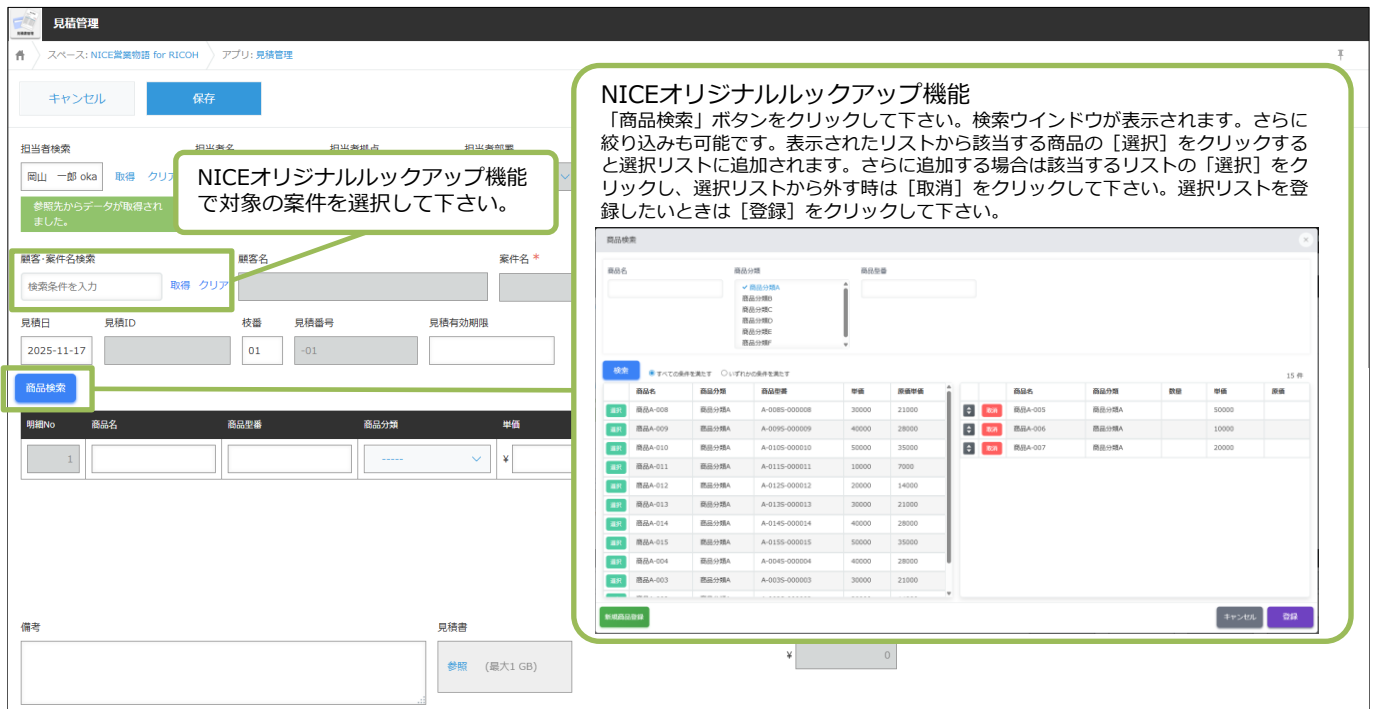 見積管理
スペース: NICE営業物語 for RICOH
アプリ: 見積管理
キャンセル
保存
担当者検索
担当者名
担当者拠点
担当者部署
岡山　一郎 oka
取得
クリア
参照先からデータが取得され
ました。
NICEオリジナルルックアップ機能
で対象の案件を選択して下さい。
顧客·案件名検索
顧客名
案件名 *
検索条件を入力
取得
クリア
見積日
見積ID
枝番
見積番号
見積有効期限
2025-11-17
01
-01
商品検索
明細No
商品名
商品型番
商品分類
単価
1
-----
¥
備考
見積書
参照
(最大1 GB)
¥
0
NICEオリジナルルックアップ機能
「商品検索」ボタンをクリックして下さい。検索ウインドウが表示されます。さらに
絞り込みも可能です。表示されたリストから該当する商品の［選択］をクリックする
と選択リストに追加されます。さらに追加する場合は該当するリストの「選択」をク
リックし、選択リストから外す時は［取消］をクリックして下さい。選択リストを登
録したいときは［登録］をクリックして下さい。
商品検索
商品名
商品分類
商品型番
✓ 商品分類A
商品分類B
商品分類C
商品分類D
商品分類E
商品分類F
検索
すべての条件を満たす
いずれかの条件を満たす
15 件
商品名 商品分類 商品型番 単価 原価単価
選択 商品A-008 商品分類A A-008S-000008 30000 21000
選択 商品A-009 商品分類A A-009S-000009 40000 28000
選択 商品A-010 商品分類A A-010S-000010 50000 35000
選択 商品A-011 商品分類A A-011S-000011 10000 7000
選択 商品A-012 商品分類A A-012S-000012 20000 14000
選択 商品A-013 商品分類A A-013S-000013 30000 21000
選択 商品A-014 商品分類A A-014S-000014 40000 28000
選択 商品A-015 商品分類A A-015S-000015 50000 35000
選択 商品A-004 商品分類A A-004S-000004 40000 28000
選択 商品A-003 商品分類A A-003S-000003 30000 21000
商品名 商品分類 数量 単価 原価
取消 商品A-005 商品分類A 50000
取消 商品A-006 商品分類A 10000
取消 商品A-007 商品分類A 20000
新規商品登録
キャンセル
登録